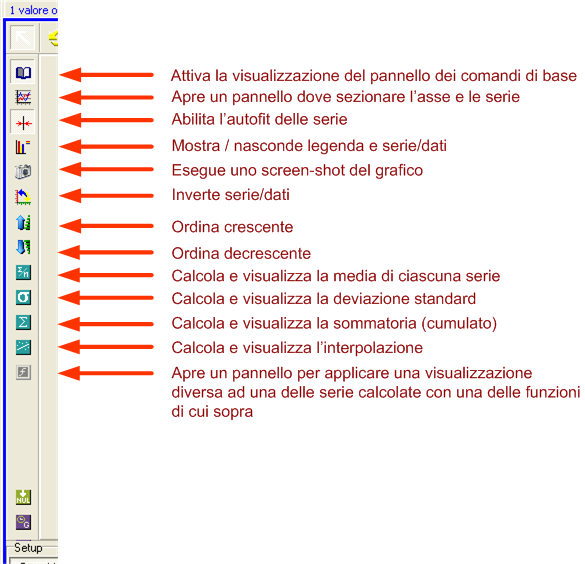 1 valore o
Attiva la visualizzazione del pannello dei comandi di base
Apre un pannello dove sezionare l'asse e le serie
Abilita l'autofit delle serie
Mostra / nasconde legenda e serie/dati
Esegue uno screen-shot del grafico
Inverte serie/dati
Ordina crescente
Ordina decrescente
Σn
Calcola e visualizza la media di ciascuna serie
σ
Calcola e visualizza la deviazione standard
Σ
Calcola e visualizza la sommatoria (cumulato)
Calcola e visualizza l'interpolazione
f
Apre un pannello per applicare una visualizzazione
diversa ad una delle serie calcolate con una delle funzioni
di cui sopra
NUL
G
Setup